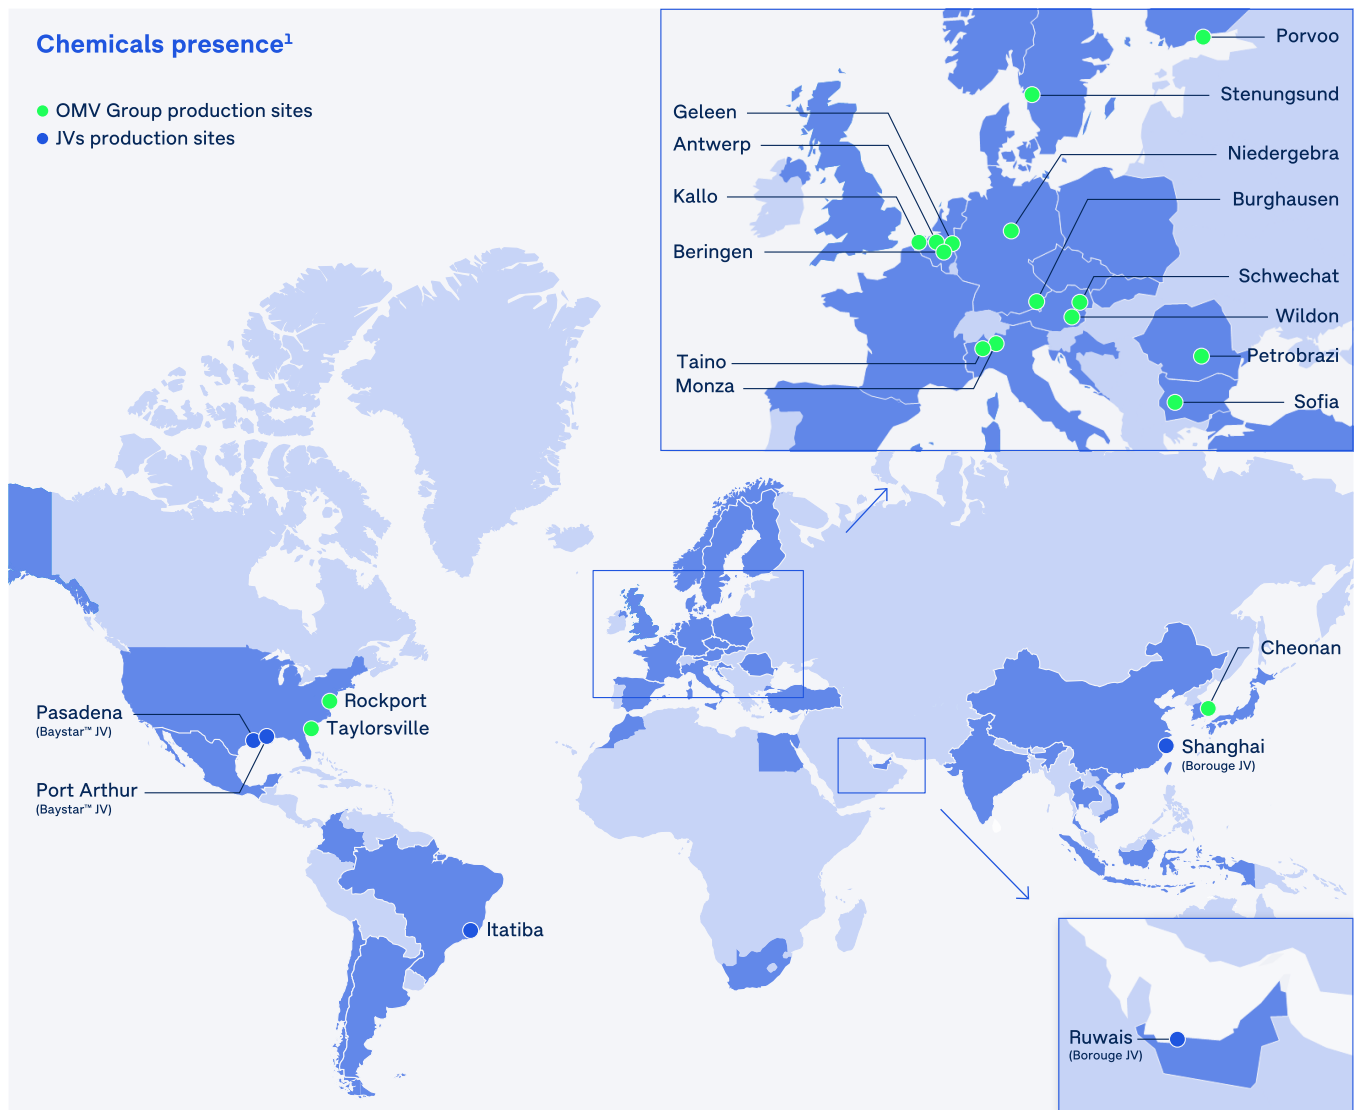 Chemicals presence¹
OMV Group production sites
JVs production sites
Geleen
Antwerp
Kallo
Beringen
Taino
Monza
Porvoo
Stenungsund
Niedergebra
Burghausen
Schwechat
Wildon
Petrobrazi
Sofia
Rockport
Taylorsville
Pasadena
(Baystar™ JV)
Port Arthur
(Baystar™ JV)
Itatiba
Cheonan
Shanghai
(Borouge JV)
Ruwais
(Borouge JV)